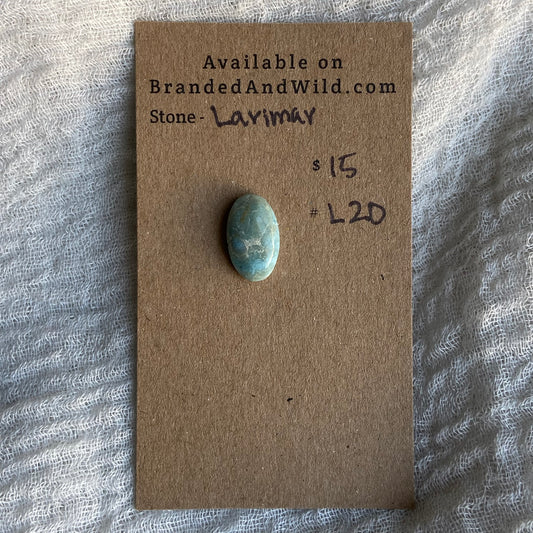 Available on
BrandedAndWild.com
Stone - Larimar
$ 15
# L20